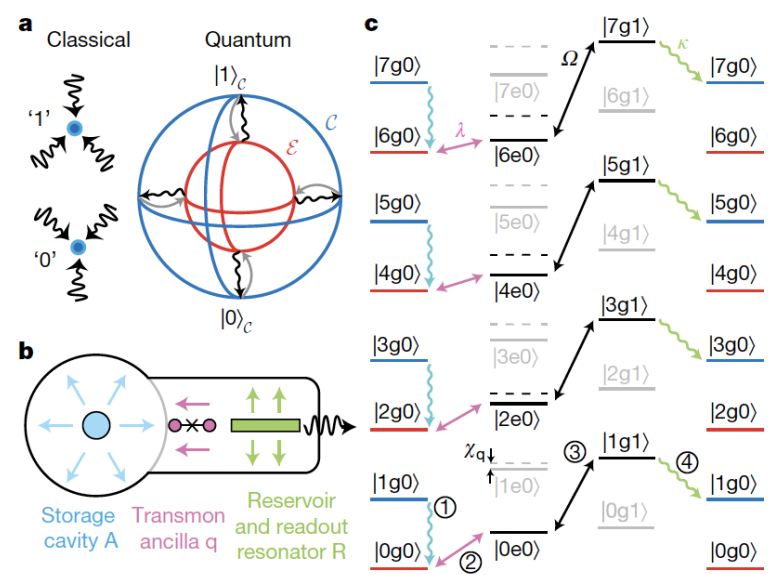 a
Classical
Quantum
'1'
'0'
|1⟩𝒞
𝒞
ℰ
|0⟩𝒞
b
Storage
cavity A
Transmon
ancilla q
Reservoir
and readout
resonator R
c
|7g1⟩
|7g0⟩
|7e0⟩
Ω
κ
|7g0⟩
|6g1⟩
|6g0⟩
λ
|6e0⟩
|6g0⟩
|5g1⟩
|5g0⟩
|5e0⟩
|5g0⟩
|4g1⟩
|4g0⟩
|4e0⟩
|4g0⟩
|3g1⟩
|3g0⟩
|3e0⟩
|3g0⟩
|2g1⟩
|2g0⟩
|2e0⟩
|2g0⟩
χq
③
|1g1⟩
④
|1g0⟩
①
|1e0⟩
|1g0⟩
|0g1⟩
|0g0⟩
②
|0e0⟩
|0g0⟩